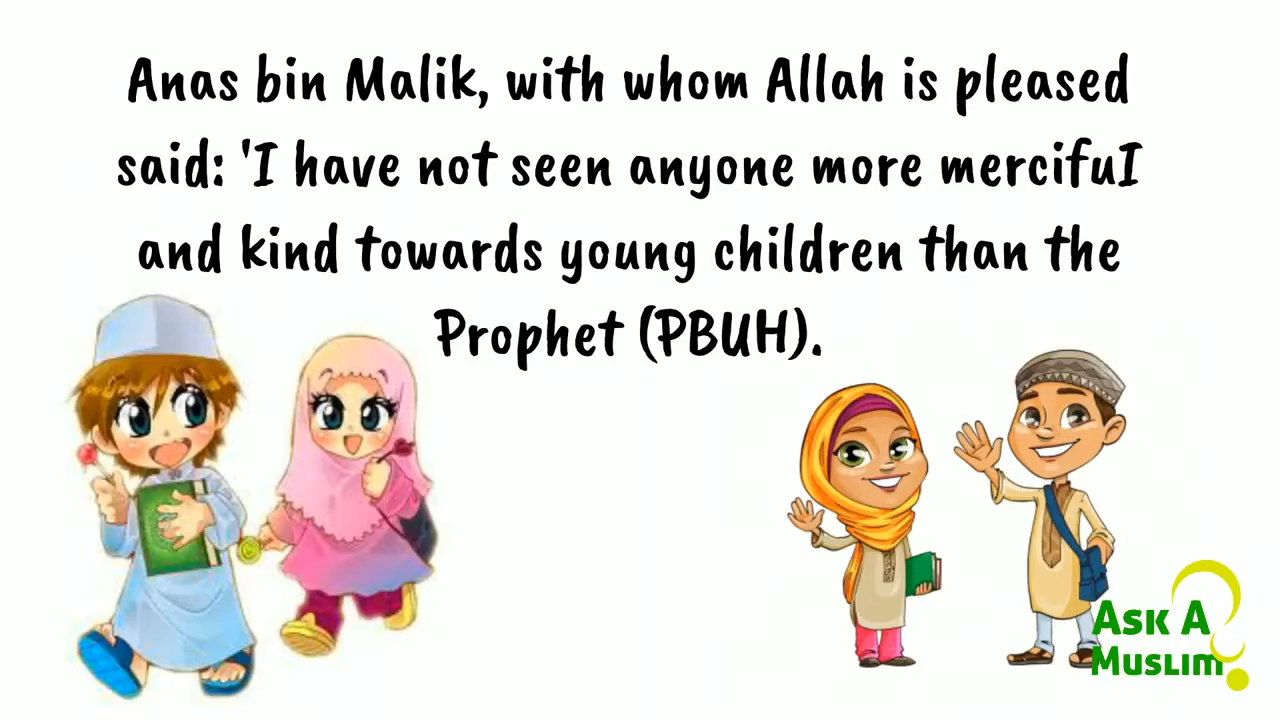 Anas bin Malik, with whom Allah is pleased
said: 'I have not seen anyone more mercifuI
and kind towards young children than the
Prophet (PBUH).
Ask A
Muslim
?